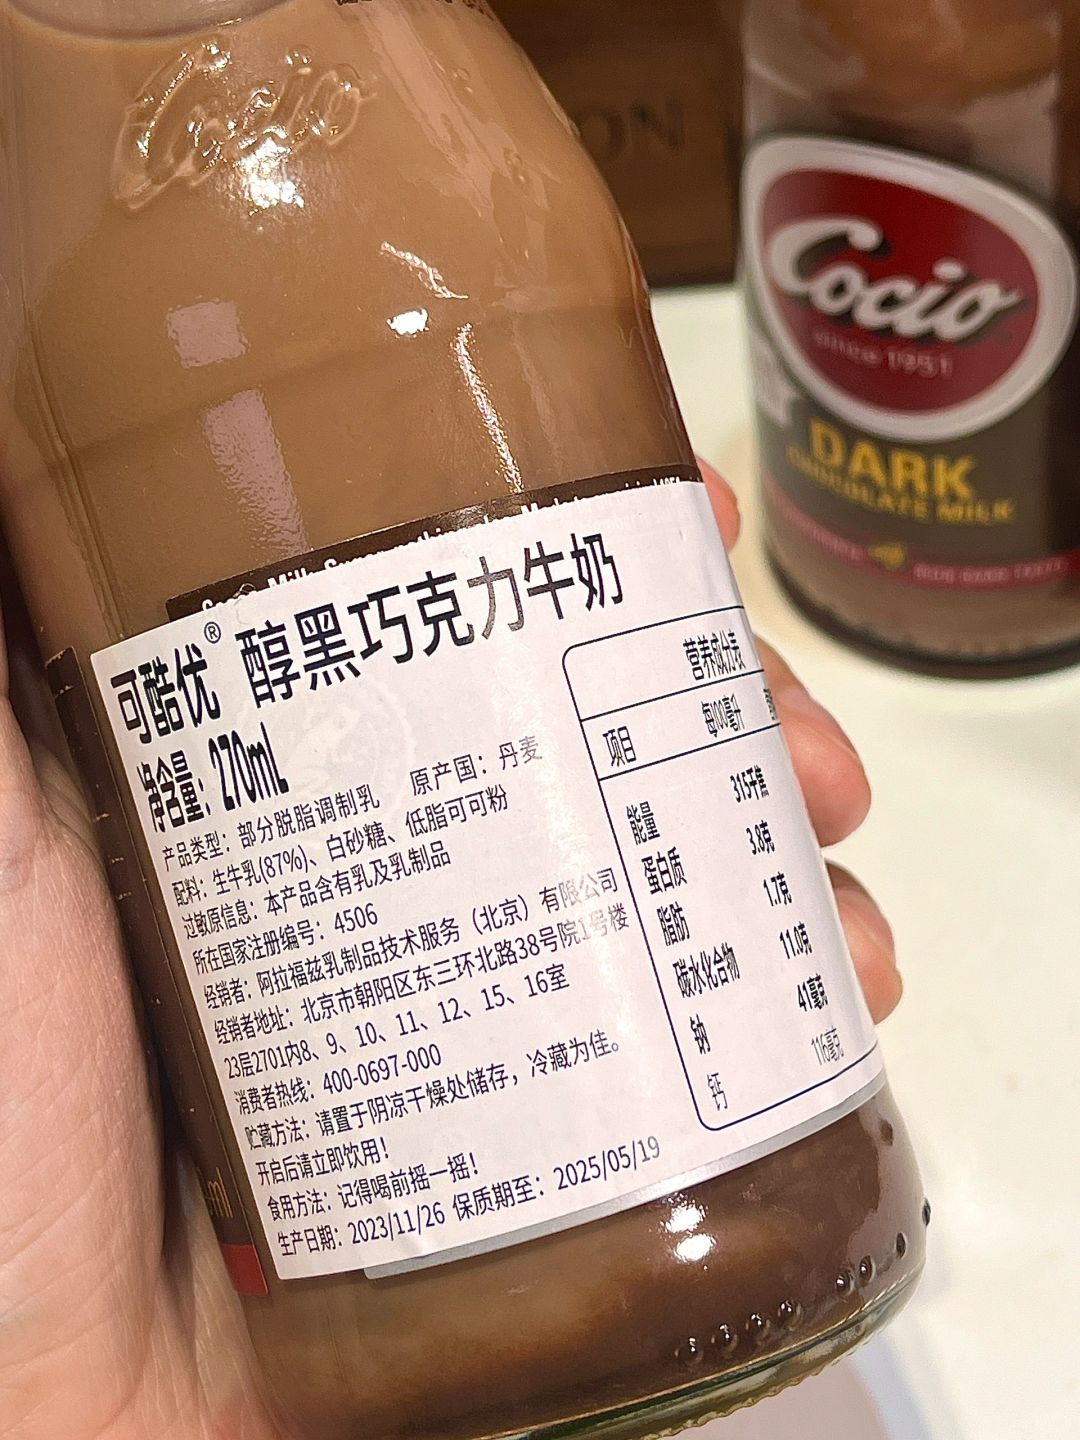 Cocio
Cocio
since 1951
DARK
CHOCOLATE MILK
可酷优® 醇黑巧克力牛奶
净含量：270mL
产品类型：部分脱脂调制乳 原产国：丹麦
配料：生牛乳(87%)、白砂糖、低脂可可粉
过敏原信息：本产品含有乳及乳制品
所在国家注册编号：4506
经销者：阿拉福兹乳制品技术服务（北京）有限公司
经销者地址：北京市朝阳区东三环北路38号院1号楼
23层2701内8、9、10、11、12、15、16室
消费者热线：400-0697-000
贮藏方法：请置于阴凉干燥处储存，冷藏为佳。
开启后请立即饮用！
食用方法：记得喝前摇一摇！
生产日期：2023/11/26 保质期至：2025/05/19
营养成分表
项目 每100毫升
能量 315千焦
蛋白质 3.8克
脂肪 1.7克
碳水化合物 11.0克
钠 41毫克
钙 116毫克
ml